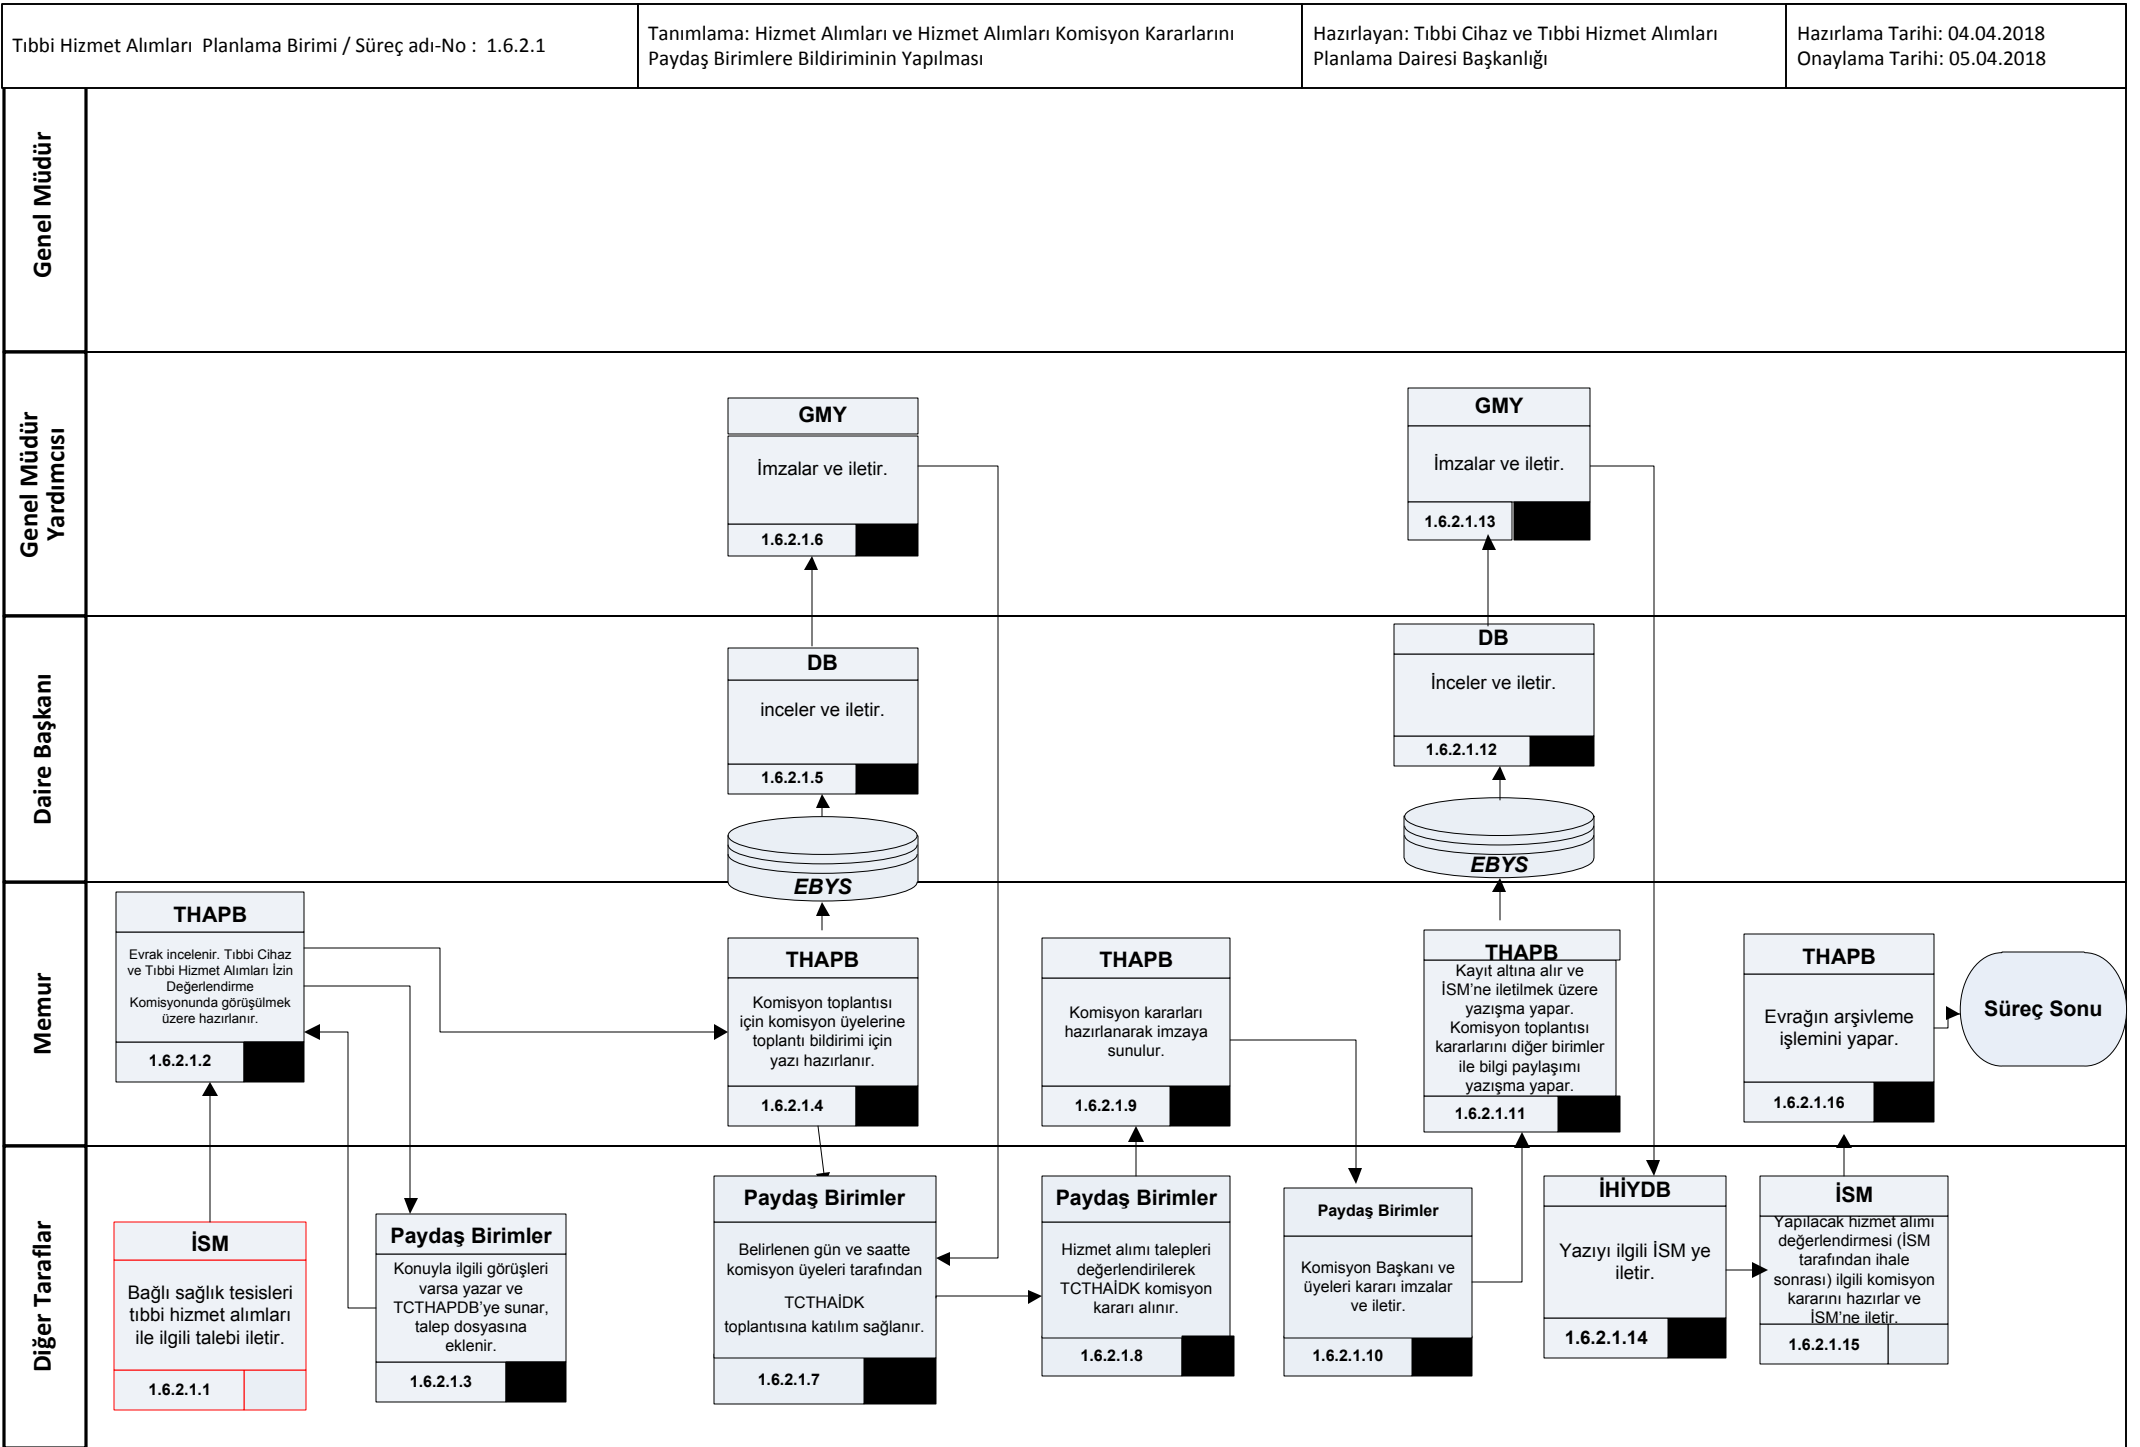 Tıbbi Hizmet Alımları  Planlama Birimi / Süreç adı-No :  1.6.2.1
Tanımlama: Hizmet Alımları ve Hizmet Alımları Komisyon Kararlarını
Paydaş Birimlere Bildiriminin Yapılması
Hazırlayan: Tıbbi Cihaz ve Tıbbi Hizmet Alımları
Planlama Dairesi Başkanlığı
Hazırlama Tarihi: 04.04.2018
Onaylama Tarihi: 05.04.2018
Genel Müdür
Genel Müdür
Yardımcısı
GMY
İmzalar ve iletir.
1.6.2.1.6
GMY
İmzalar ve iletir.
1.6.2.1.13
Daire Başkanı
DB
inceler ve iletir.
1.6.2.1.5
EBYS
DB
İnceler ve iletir.
1.6.2.1.12
EBYS
Memur
THAPB
Evrak incelenir. Tıbbi Cihaz
ve Tıbbi Hizmet Alımları İzin
Değerlendirme
Komisyonunda görüşülmek
üzere hazırlanır.
1.6.2.1.2
THAPB
Komisyon toplantısı
için komisyon üyelerine
toplantı bildirimi için
yazı hazırlanır.
1.6.2.1.4
THAPB
Komisyon kararları
hazırlanarak imzaya
sunulur.
1.6.2.1.9
THAPB
Kayıt altına alır ve
İSM’ne iletilmek üzere
yazışma yapar.
Komisyon toplantısı
kararlarını diğer birimler
ile bilgi paylaşımı
yazışma yapar.
1.6.2.1.11
THAPB
Evrağın arşivleme
işlemini yapar.
1.6.2.1.16
Süreç Sonu
Diğer Taraflar
İSM
Bağlı sağlık tesisleri
tıbbi hizmet alımları
ile ilgili talebi iletir.
1.6.2.1.1
Paydaş Birimler
Konuyla ilgili görüşleri
varsa yazar ve
TCTHAPDB’ye sunar,
talep dosyasına
eklenir.
1.6.2.1.3
Paydaş Birimler
Belirlenen gün ve saatte
komisyon üyeleri tarafından
TCTHAİDK
toplantısına katılım sağlanır.
1.6.2.1.7
Paydaş Birimler
Hizmet alımı talepleri
değerlendirilerek
TCTHAİDK komisyon
kararı alınır.
1.6.2.1.8
Paydaş Birimler
Komisyon Başkanı ve
üyeleri kararı imzalar
ve iletir.
1.6.2.1.10
İHİYDB
Yazıyı ilgili İSM ye
iletir.
1.6.2.1.14
İSM
Yapılacak hizmet alımı
değerlendirmesi (İSM
tarafından ihale
sonrası) ilgili komisyon
kararını hazırlar ve
İSM’ne iletir.
1.6.2.1.15